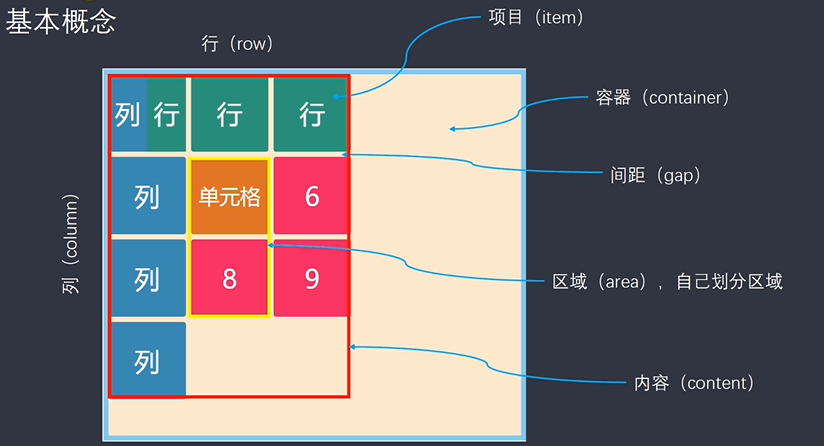 基本概念
行（row）
项目（item）
容器（container）
间距（gap）
区域（area），自己划分区域
内容（content）
列（column）
列 行 行 行
列 单元格 6
列 8 9
列